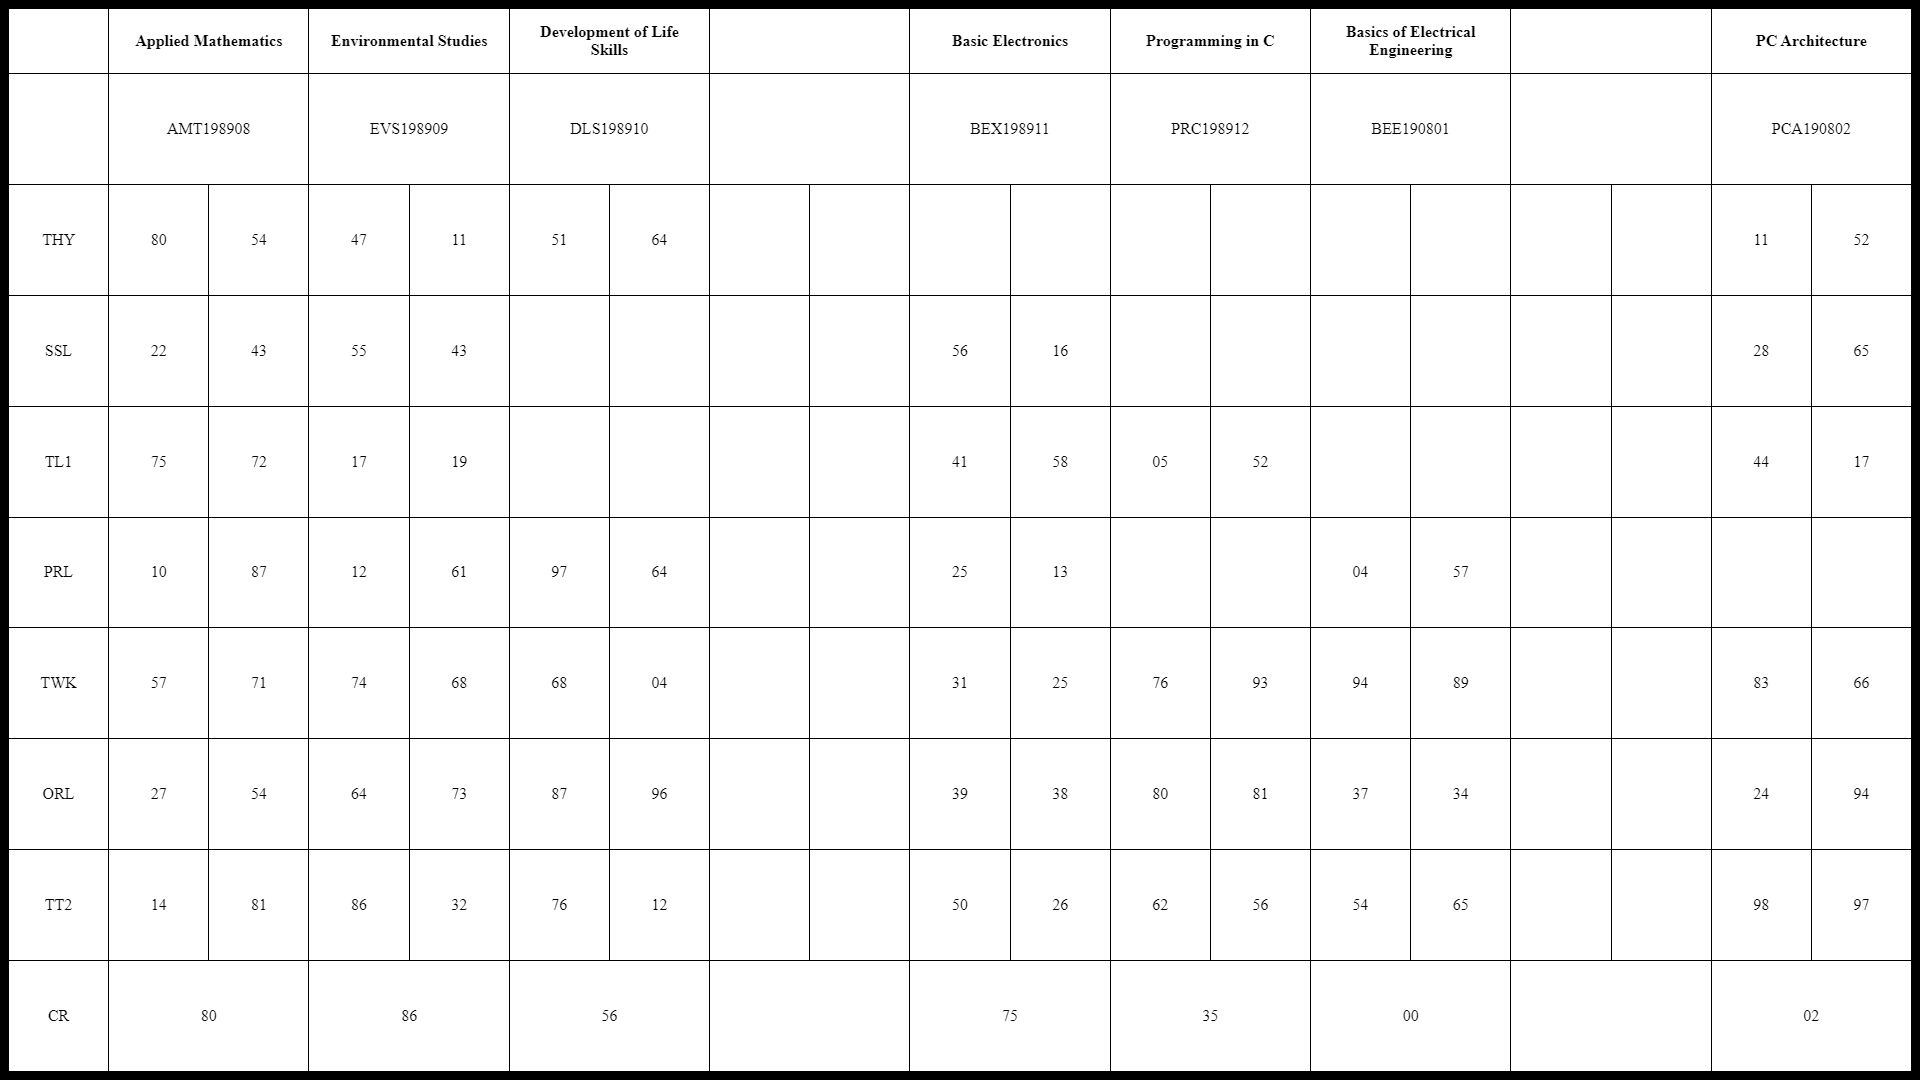 Applied Mathematics Environmental Studies Development of Life Skills Basic Electronics Programming in C Basics of Electrical Engineering PC Architecture
AMT198908 EVS198909 DLS198910 BEX198911 PRC198912 BEE190801 PCA190802
THY 80 54 47 11 51 64 11 52
SSL 22 43 55 43 56 16 28 65
TL1 75 72 17 19 41 58 05 52 44 17
PRL 10 87 12 61 97 64 25 13 04 57
TWK 57 71 74 68 68 04 31 25 76 93 94 89 83 66
ORL 27 54 64 73 87 96 39 38 80 81 37 34 24 94
TT2 14 81 86 32 76 12 50 26 62 56 54 65 98 97
CR 80 86 56 75 35 00 02